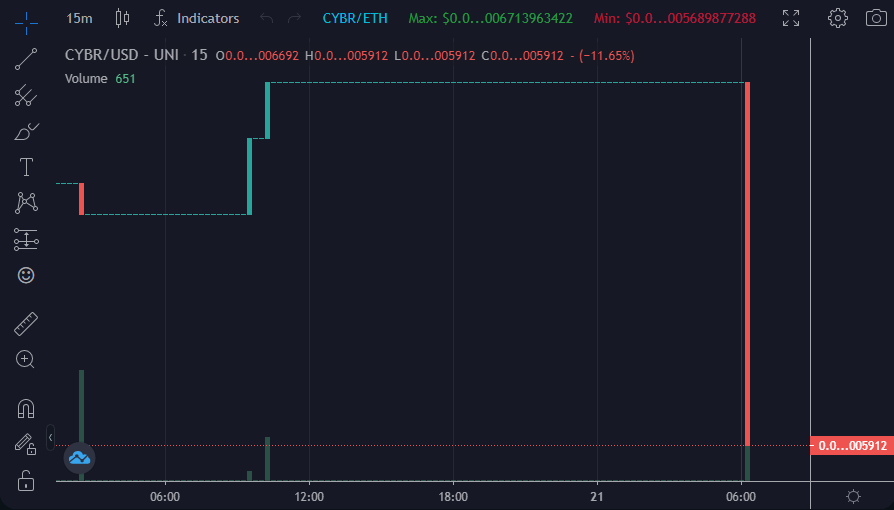 15m Indicators CYBR/ETH Max: $0.0...006713963422 Min: $0.0...005689877288
CYBR/USD - UNI · 15 O0.0...006692 H0.0...005912 L0.0...005912 C0.0...005912 - (−11.65%)
Volume 651
0.0...005912
06:00 12:00 18:00 21 06:00